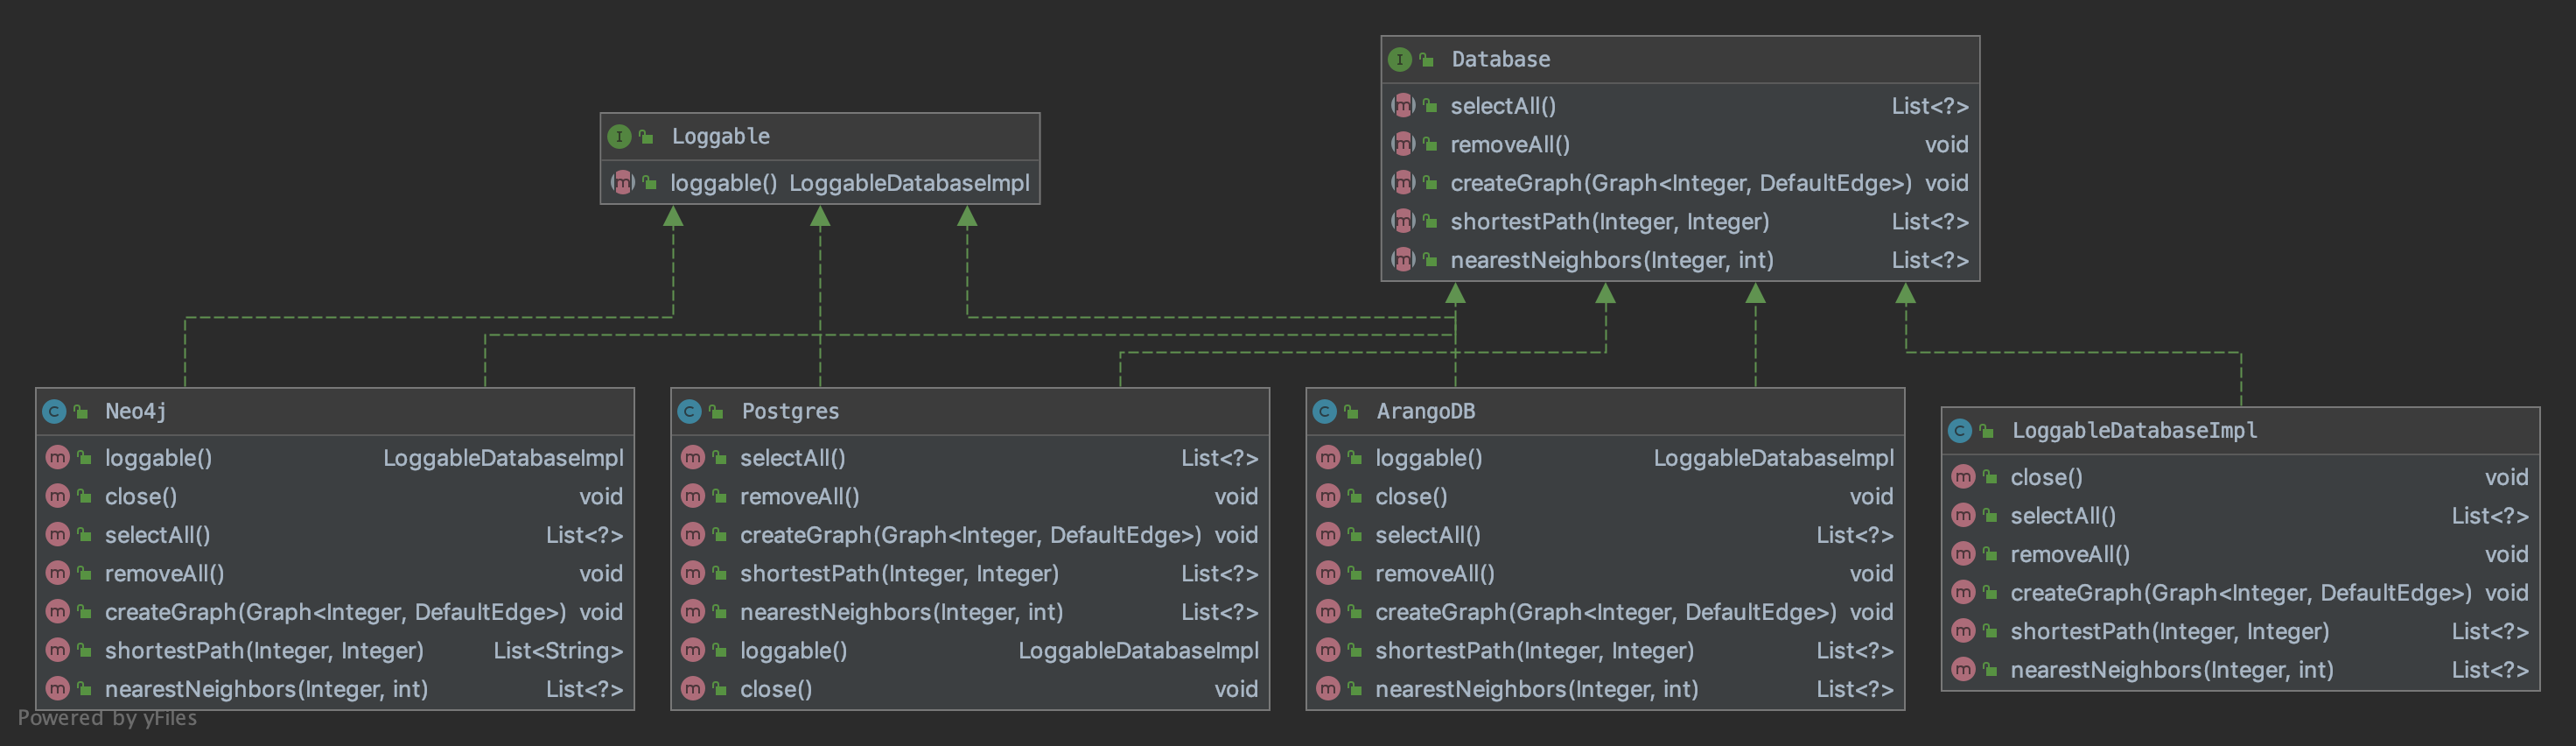 Database
selectAll() List<?>
removeAll() void
createGraph(Graph<Integer, DefaultEdge>) void
shortestPath(Integer, Integer) List<?>
nearestNeighbors(Integer, int) List<?>
Loggable
loggable() LoggableDatabaseImpl
Neo4j
loggable() LoggableDatabaseImpl
close() void
selectAll() List<?>
removeAll() void
createGraph(Graph<Integer, DefaultEdge>) void
shortestPath(Integer, Integer) List<String>
nearestNeighbors(Integer, int) List<?>
Postgres
selectAll() List<?>
removeAll() void
createGraph(Graph<Integer, DefaultEdge>) void
shortestPath(Integer, Integer) List<?>
nearestNeighbors(Integer, int) List<?>
loggable() LoggableDatabaseImpl
close() void
ArangoDB
loggable() LoggableDatabaseImpl
close() void
selectAll() List<?>
removeAll() void
createGraph(Graph<Integer, DefaultEdge>) void
shortestPath(Integer, Integer) List<?>
nearestNeighbors(Integer, int) List<?>
LoggableDatabaseImpl
close() void
selectAll() List<?>
removeAll() void
createGraph(Graph<Integer, DefaultEdge>) void
shortestPath(Integer, Integer) List<?>
nearestNeighbors(Integer, int) List<?>
Powered by yFiles